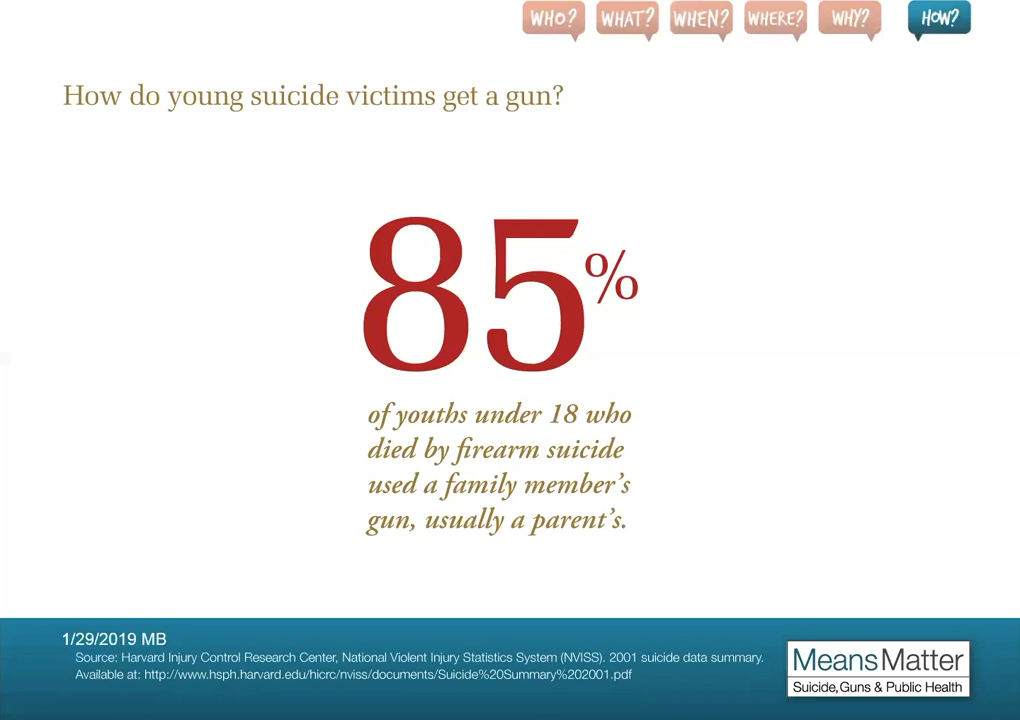 WHO? WHAT? WHEN? WHERE? WHY? HOW?
How do young suicide victims get a gun?
85%
of youths under 18 who
died by firearm suicide
used a family member's
gun, usually a parent's.
1/29/2019 MB
Source: Harvard Injury Control Research Center, National Violent Injury Statistics System (NVISS). 2001 suicide data summary.
Available at: http://www.hsph.harvard.edu/hicrc/nviss/documents/Suicide%20Summary%202001.pdf
MeansMatter
Suicide, Guns & Public Health